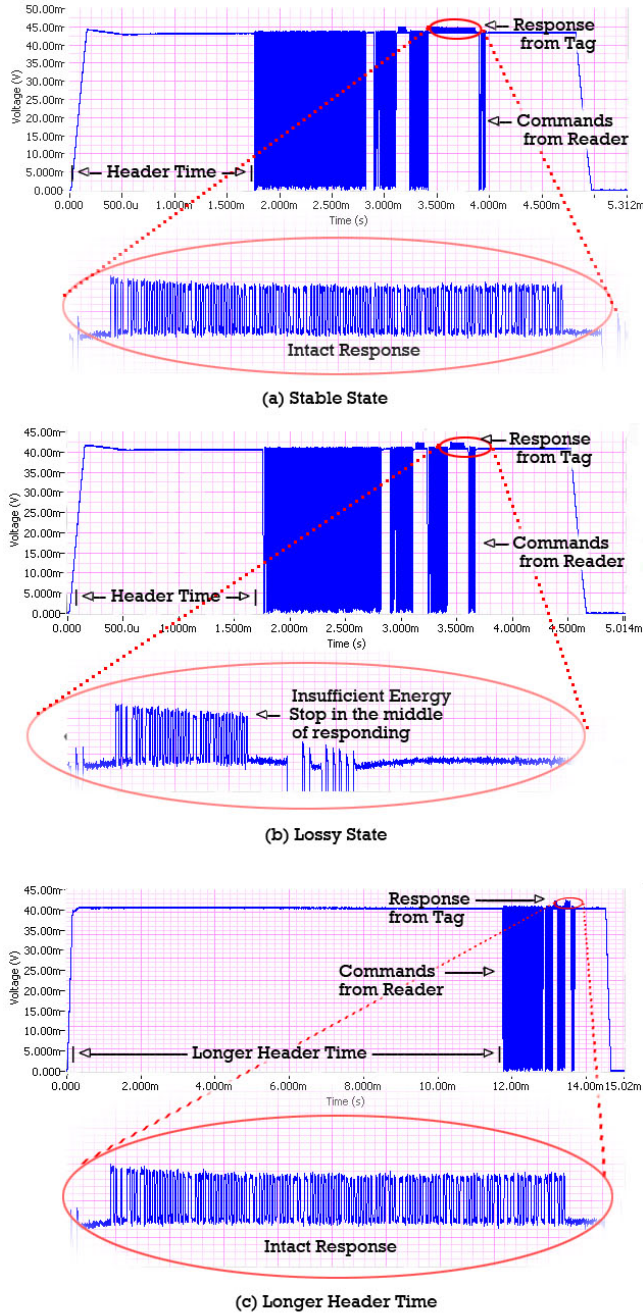 50.00m
45.00m
40.00m
35.00m
30.00m
25.00m
20.00m
15.00m
10.00m
5.000m
0.000
Voltage (V)
Response
from Tag
Commands
from Reader
Header Time
0.000 500.0u 1.000m 1.500m 2.000m 2.500m 3.000m 3.500m 4.000m 4.500m 5.312m
Time (s)
Intact Response
(a) Stable State
45.00m
40.00m
35.00m
30.00m
25.00m
20.00m
15.00m
10.00m
5.000m
0.000
Voltage (V)
Response
from Tag
Commands
from Reader
Header Time
0.000 500.0u 1.000m 1.500m 2.000m 2.500m 3.000m 3.500m 4.000m 4.500m 5.014m
Time (s)
Insufficient Energy
Stop in the middle
of responding
(b) Lossy State
45.00m
40.00m
35.00m
30.00m
25.00m
20.00m
15.00m
10.00m
5.000m
0.000
Voltage (V)
Response
from Tag
Commands
from Reader
Longer Header Time
0.000 2.000m 4.000m 6.000m 8.000m 10.00m 12.00m 14.00m 15.02m
Time (s)
Intact Response
(c) Longer Header Time